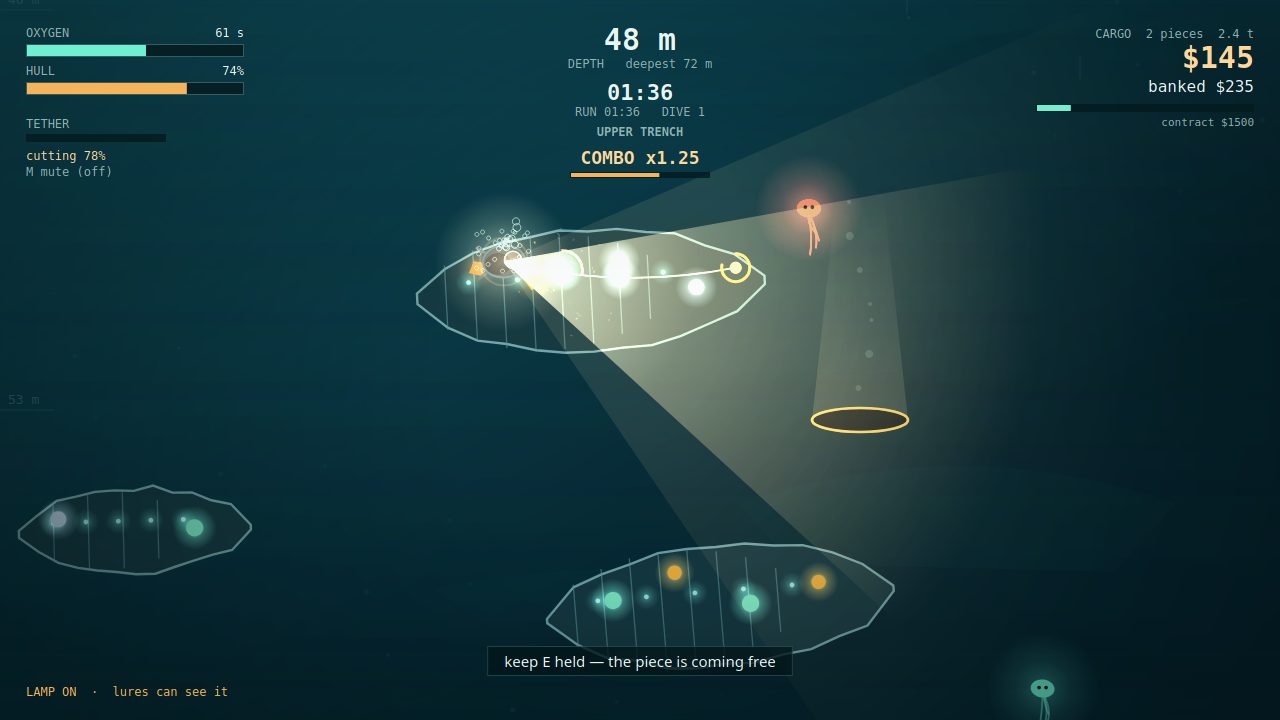 48 m
OXYGEN 61 s
HULL 74%
TETHER
cutting 78%
M mute (off)
48 m
DEPTH deepest 72 m
01:36
RUN 01:36 DIVE 1
UPPER TRENCH
COMBO x1.25
CARGO 2 pieces 2.4 t
$145
banked $235
contract $1500
53 m
keep E held — the piece is coming free
LAMP ON · lures can see it